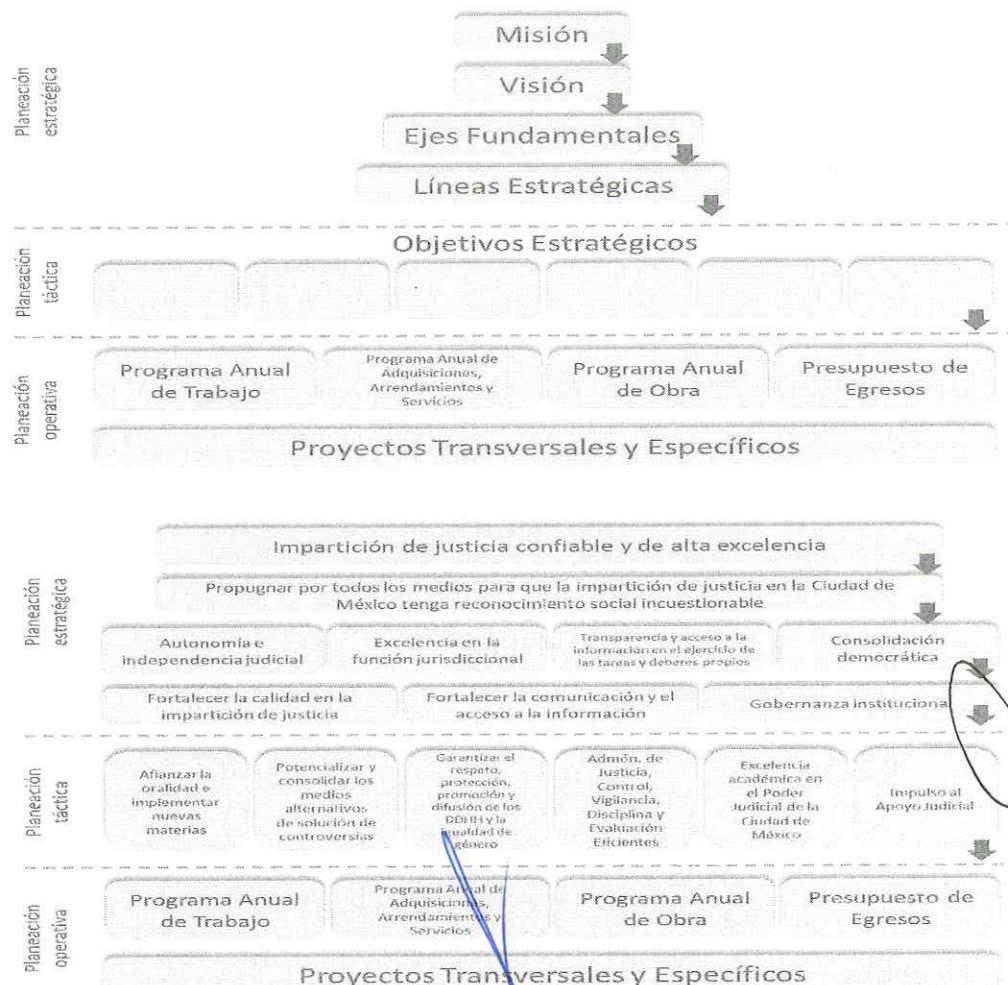 Planeación
estratégica
Misión
Visión
Ejes Fundamentales
Líneas Estratégicas
Planeación
táctica
Objetivos Estratégicos
Planeación
operativa
Programa Anual
de Trabajo
Programa Anual de
Adquisiciones,
Arrendamientos y
Servicios
Programa Anual
de Obra
Presupuesto de
Egresos
Proyectos Transversales y Específicos
Planeación
estratégica
Impartición de justicia confiable y de alta excelencia
Propugnar por todos los medios para que la impartición de justicia en la Ciudad de
México tenga reconocimiento social incuestionable
Autonomía e
independencia judicial
Excelencia en la
función jurisdiccional
Transparencia y acceso a la
información en el ejercicio de
las tareas y deberes propios
Consolidación
democrática
Fortalecer la calidad en la
impartición de justicia
Fortalecer la comunicación y el
acceso a la información
Gobernanza institucional
Planeación
táctica
Afianzar la
oralidad e
implementar
nuevas
materias
Potencializar y
consolidar los
medios
alternativos
de solución de
controversias
Garantizar el
respeto,
protección,
promoción y
difusión de los
DDHH y la
igualdad de
género
Admón. de
Justicia,
Control,
Vigilancia,
Disciplina y
Evaluación
Eficientes
Excelencia
académica en
el Poder
Judicial de la
Ciudad de
México
Impulso al
Apoyo Judicial
Planeación
operativa
Programa Anual
de Trabajo
Programa Anual de
Adquisiciones,
Arrendamientos y
Servicios
Programa Anual
de Obra
Presupuesto de
Egresos
Proyectos Transversales y Específicos